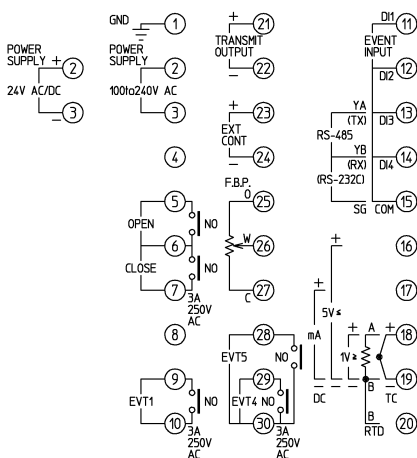 GND
1
POWER
SUPPLY
+
2
24V AC/DC
−
3
POWER
SUPPLY
2
100to240V AC
3
4
5
OPEN
NO
6
CLOSE
NO
7
3A
250V
AC
8
9
EVT1
NO
10
3A
250V
AC
+
21
TRANSMIT
OUTPUT
−
22
+
23
EXT
CONT
−
24
F.B.P.
O
25
W
26
C
27
28
EVT5
NO
29
EVT4 NO
30
3A
250V
AC
DI1
11
EVENT
INPUT
12
DI2
YA
13
(TX)
DI3
RS-485
YB
14
(RX)
DI4
(RS-232C)
15
SG COM
+
16
5V≤
+
17
mA
+ A +
18
1V≥
− − − B −
19
DC
TC
B
20
RTD